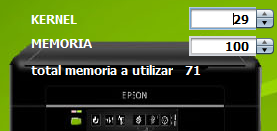 KERNEL 29
MEMORIA 100
total memoria a utilizar 71
EPSON